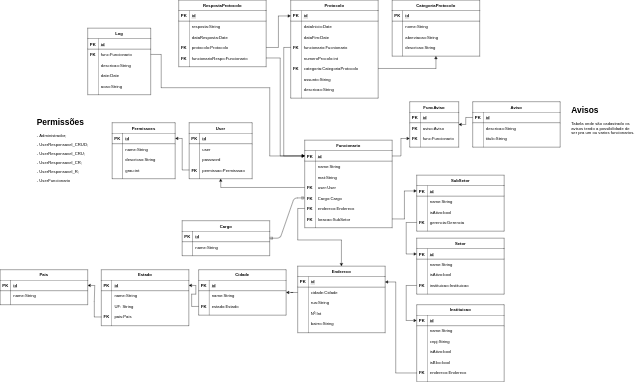 RespostaProtocolo
PK id
resposta:String
dataResposta:Date
FK protocolo:Protocolo
FK funcionarioRespo:Funcionario
Protocolo
PK id
dataInicio:Date
dataFim:Date
FK funcionario:Funcionario
numeroProtocolo:int
FK categoria:CategoriaProtocolo
assunto:String
descricao:String
CategoriaProtocolo
PK id
nome:String
abreviacao:String
descricao:String
Log
PK id
FK func:Funcionario
descricao:String
data:Date
acao:String
Permissões
- Administrador;
- UserResponsavel_CRUD;
- UserResponsavel_CRU;
- UserResponsavel_CR;
- UserResponsavel_R;
- UserFuncionario
Permissoes
PK id
nome:String
descricao:String
grau:int
User
PK id
user
password
FK permissao:Permissao
FuncAviso
PK id
FK aviso:Aviso
FK func:Funcionario
Aviso
PK id
descricao:String
titulo:String
Avisos
Tabela onde são cadastrado os
avisos tendo a possibilidade de
ser pra um ou varios funcionarios
Funcionario
PK id
nome:String
mat:String
FK user:User
FK Cargo:Cargo
FK endereco:Endereco
FK lotacao:SubSetor
SubSetor
PK id
nome:String
isAtivo:bool
FK gerencia:Gerencia
Cargo
PK id
nome:String
Setor
PK id
nome:String
isAtivo:bool
FK instituicao:Instituicao
Pais
PK id
nome:String
Estado
PK id
nome:String
UF: String
FK pais:Pais
Cidade
PK id
nome:String
FK estado:Estado
Endereco
PK id
cidade:Cidade
rua:String
Nº:int
bairro:String
Instituicao
PK id
nome:String
cnpj:String
isAtivo:bool
isAtivo:bool
FK endereco:Endereco